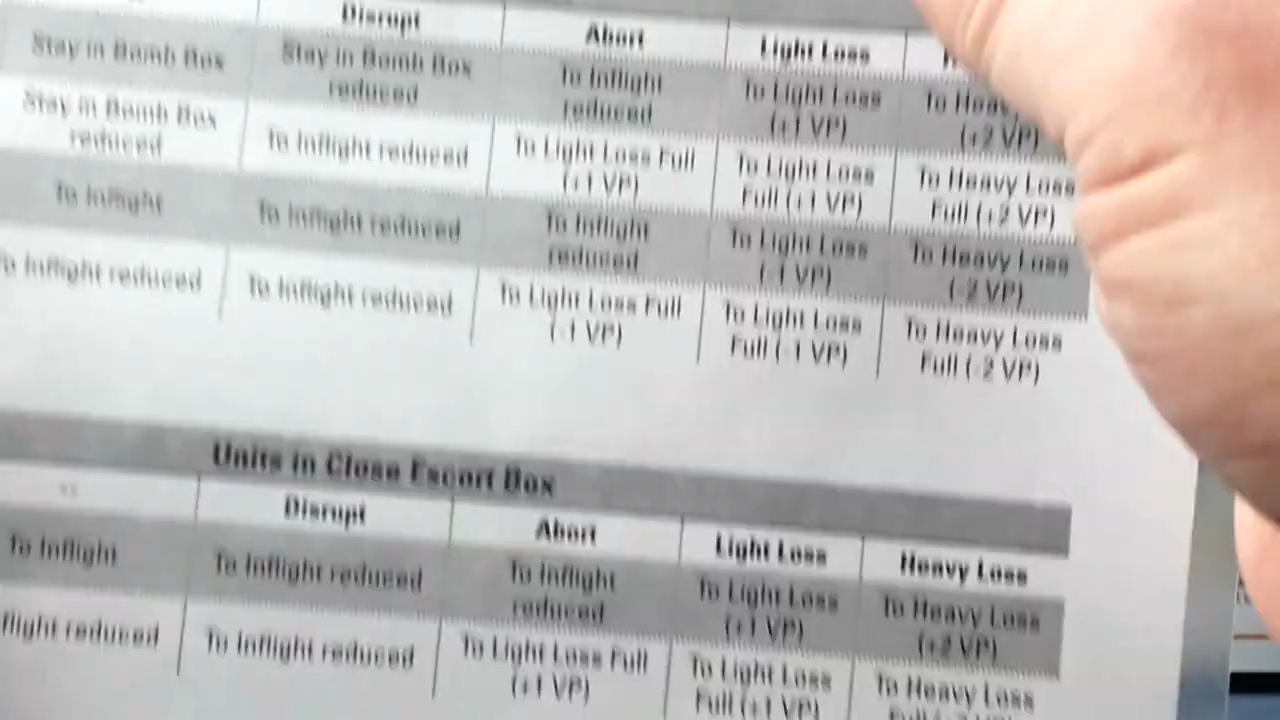 Disrupt
Abort
Light Loss
Stay in Bomb Box
Stay in Bomb Box
reduced
To Inflight
reduced
To Light Loss
(+1 VP)
(+2 VP)
Stay in Bomb Box
reduced
To Inflight reduced
To Light Loss Full
(+1 VP)
To Light Loss
Full (+1 VP)
To Heavy Loss
Full (+2 VP)
To Inflight
To Inflight reduced
To Inflight
reduced
To Light Loss
(-1 VP)
To Heavy Loss
(-2 VP)
To Inflight reduced
To Inflight reduced
To Light Loss Full
(-1 VP)
To Light Loss
Full (-1 VP)
To Heavy Loss
Full (-2 VP)
Units in Close Escort Box
Disrupt
Abort
Light Loss
Heavy Loss
To Inflight
To Inflight reduced
To Inflight
reduced
To Light Loss
(+1 VP)
To Heavy Loss
(+2 VP)
reduced
To Inflight reduced
To Light Loss Full
(+1 VP)
To Light Loss
Full (+1 VP)
To Heavy Loss